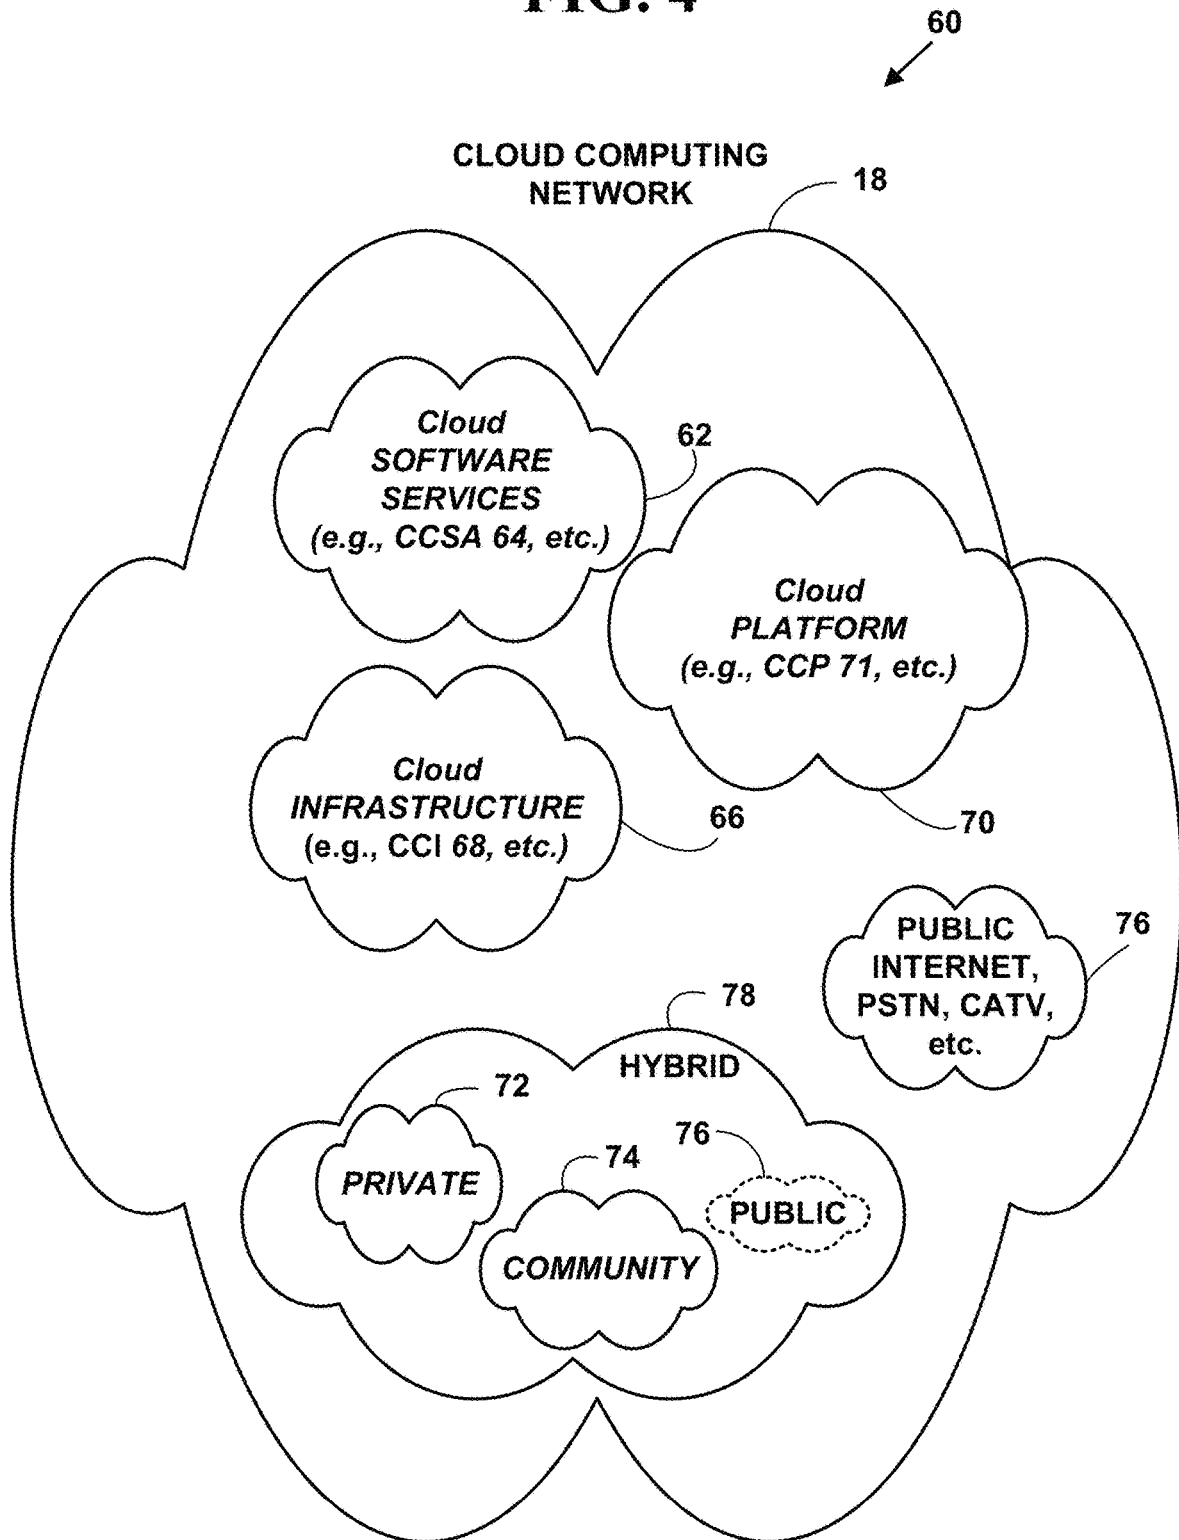 FIG. 4
60
CLOUD COMPUTING
NETWORK
18
Cloud
SOFTWARE
SERVICES
(e.g., CCSA 64, etc.)
62
Cloud
PLATFORM
(e.g., CCP 71, etc.)
70
Cloud
INFRASTRUCTURE
(e.g., CCI 68, etc.)
66
PUBLIC
INTERNET,
PSTN, CATV,
etc.
76
78
HYBRID
72
PRIVATE
74
COMMUNITY
76
PUBLIC